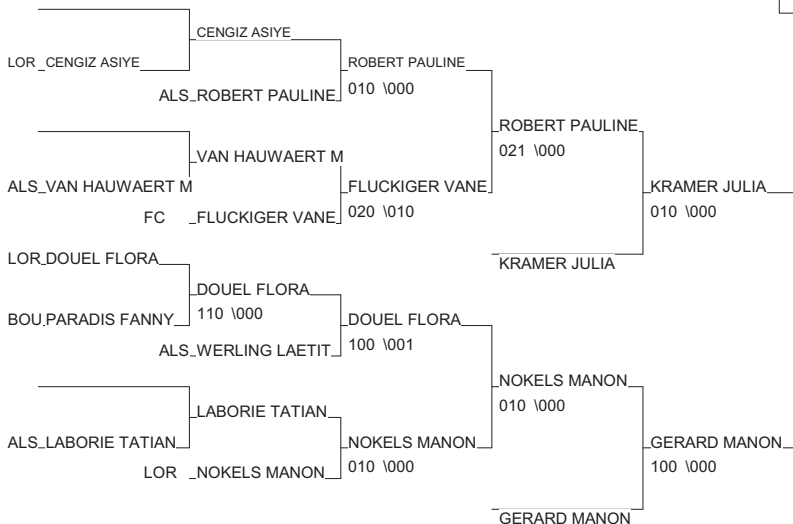 CENGIZ ASIYE
LOR CENGIZ ASIYE
ROBERT PAULINE
ALS ROBERT PAULINE
010 \000
ROBERT PAULINE
021 \000
VAN HAUWAERT M
ALS VAN HAUWAERT M
FLUCKIGER VANE
KRAMER JULIA
FC FLUCKIGER VANE
020 \010
010 \000
LOR DOUEL FLORA
KRAMER JULIA
DOUEL FLORA
110 \000
BOU PARADIS FANNY
DOUEL FLORA
ALS WERLING LAETIT
100 \001
NOKELS MANON
010 \000
LABORIE TATIAN
ALS LABORIE TATIAN
NOKELS MANON
GERARD MANON
LOR NOKELS MANON
010 \000
100 \000
GERARD MANON